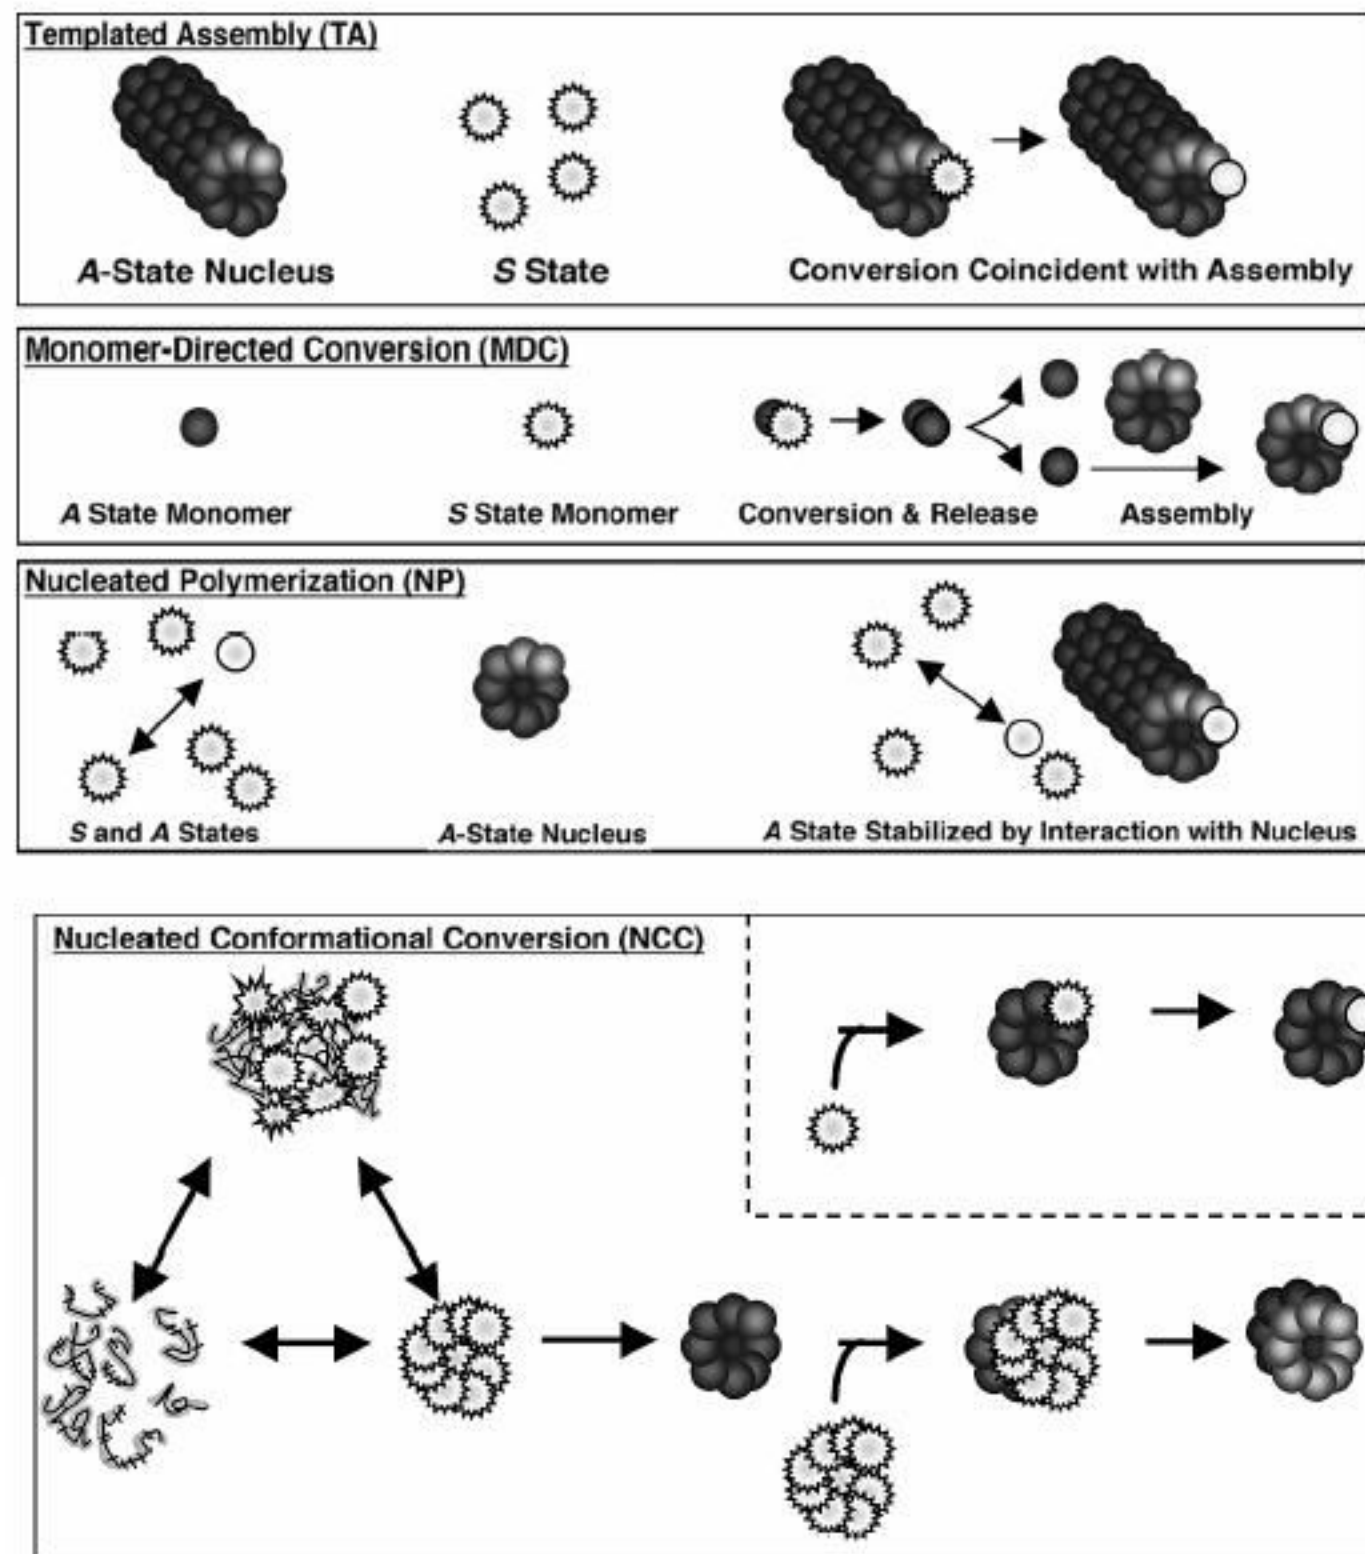 Templated Assembly (TA)
A-State Nucleus
S State
Conversion Coincident with Assembly
Monomer-Directed Conversion (MDC)
A State Monomer
S State Monomer
Conversion & Release
Assembly
Nucleated Polymerization (NP)
S and A States
A-State Nucleus
A State Stabilized by Interaction with Nucleus
Nucleated Conformational Conversion (NCC)